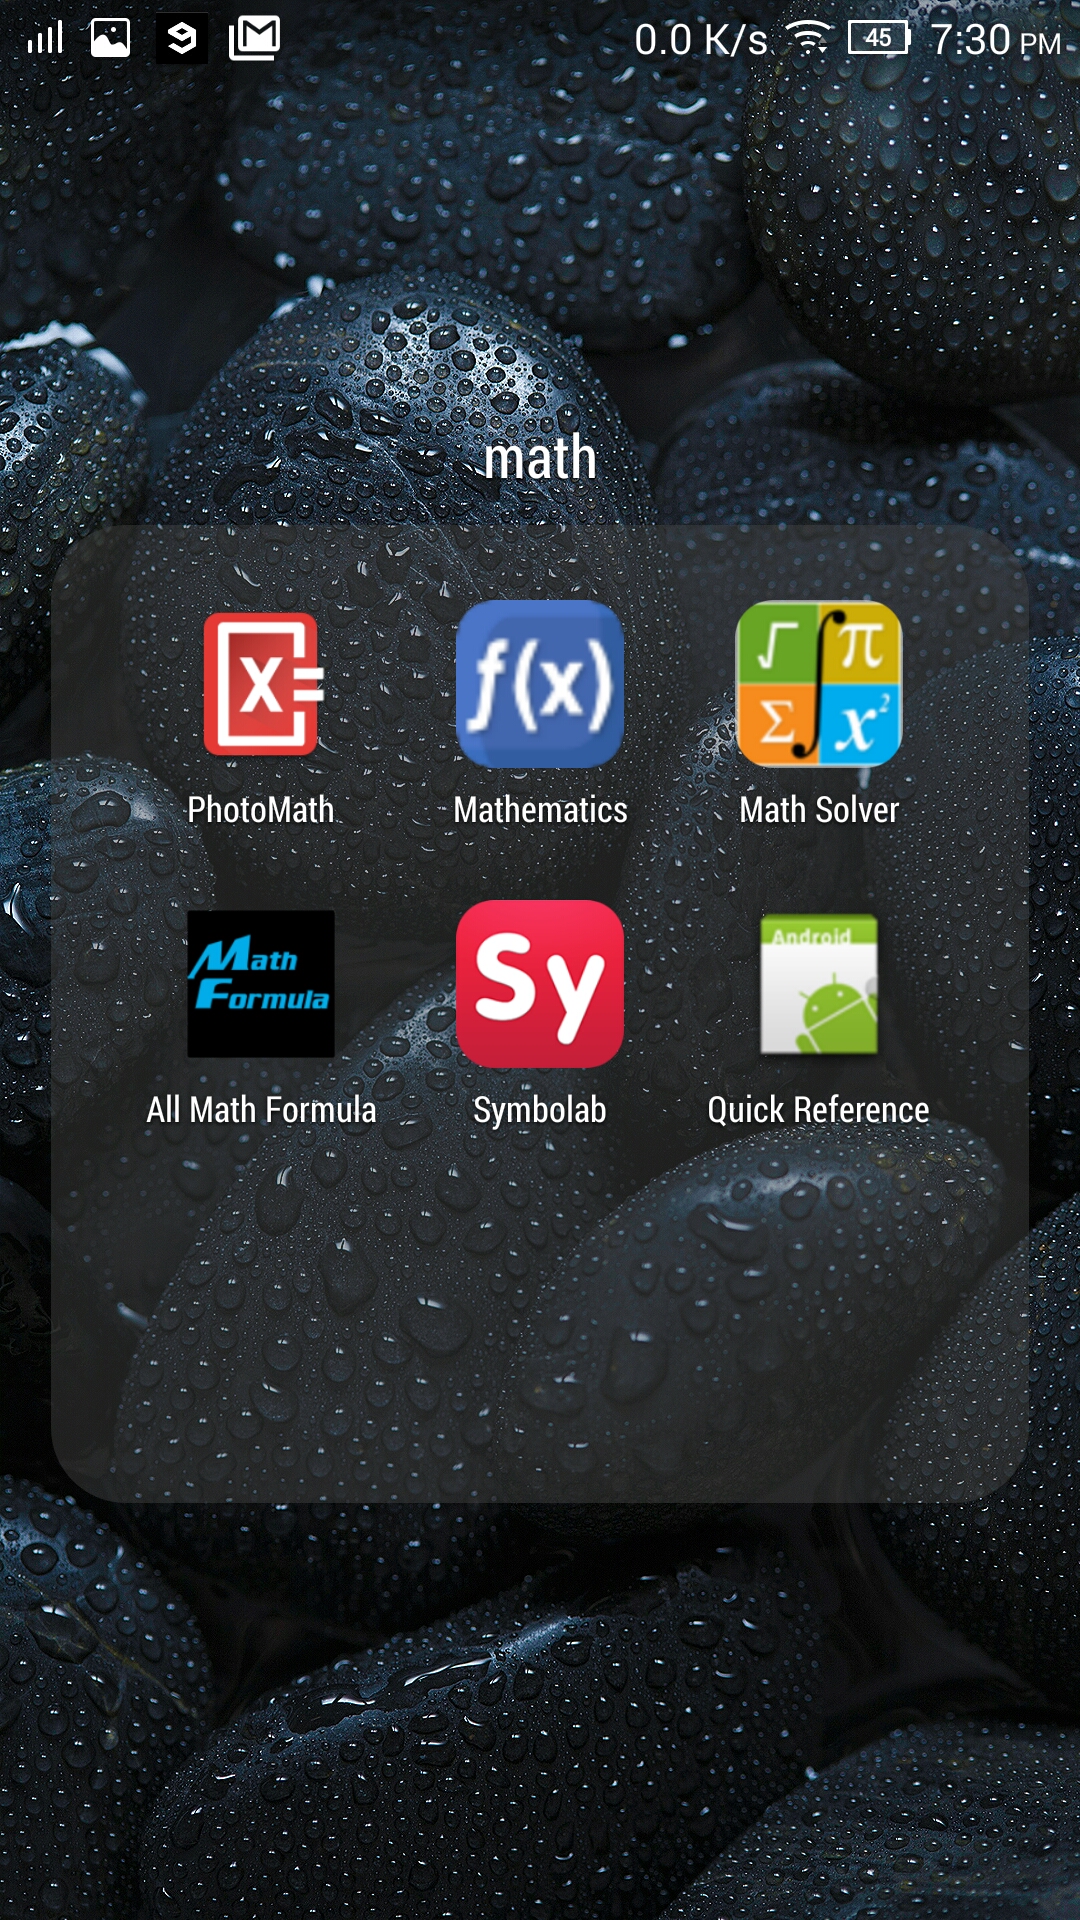 0.0 K/s 45 7:30 PM
math
X
f(x)
√ π
∑ ∫ x²
PhotoMath
Mathematics
Math Solver
Math
Formula
Sy
Android
All Math Formula
Symbolab
Quick Reference